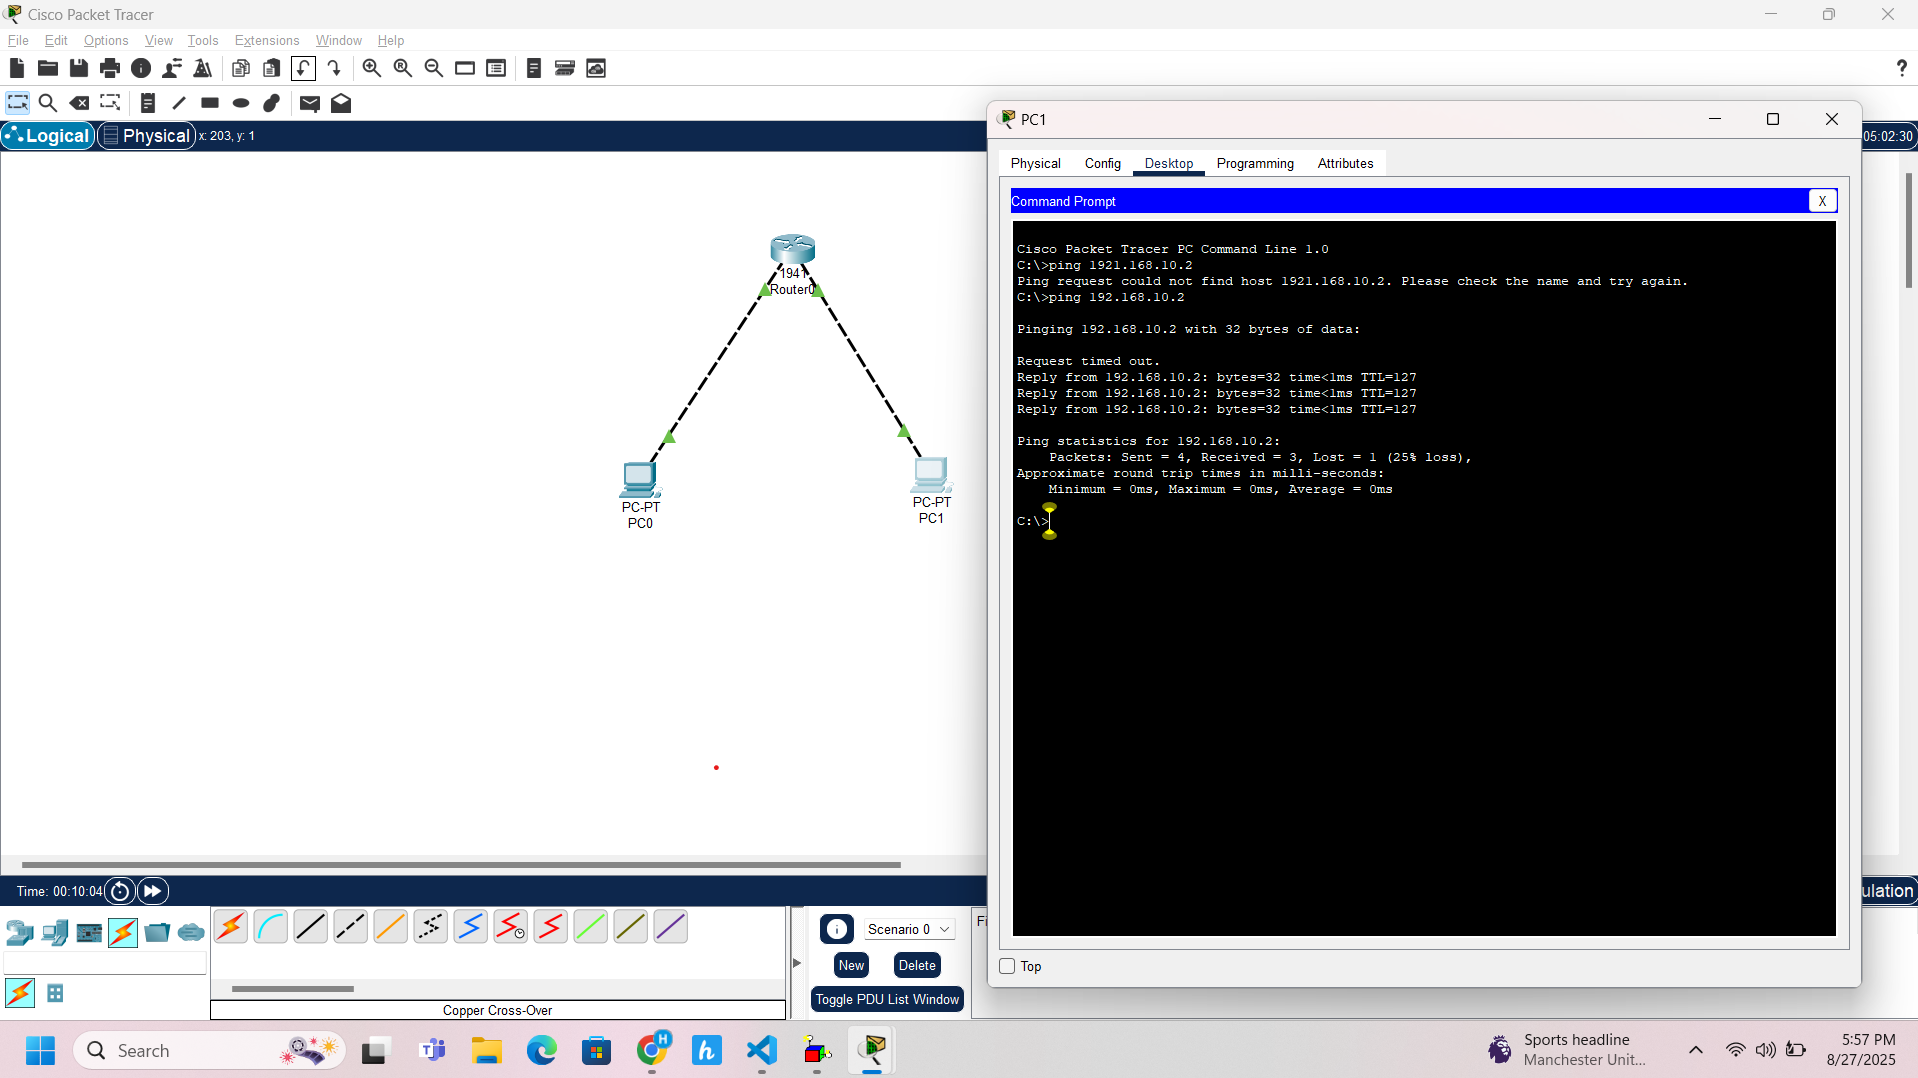 Cisco Packet Tracer
File Edit Options View Tools Extensions Window Help
?
Logical Physical x: 203, y: 1
05:02:30
1941
Router0
PC-PT
PC0
PC-PT
PC1
PC1
Physical Config Desktop Programming Attributes
Command Prompt X
Cisco Packet Tracer PC Command Line 1.0
C:\>ping 1921.168.10.2
Ping request could not find host 1921.168.10.2. Please check the name and try again.
C:\>ping 192.168.10.2
Pinging 192.168.10.2 with 32 bytes of data:
Request timed out.
Reply from 192.168.10.2: bytes=32 time<1ms TTL=127
Reply from 192.168.10.2: bytes=32 time<1ms TTL=127
Reply from 192.168.10.2: bytes=32 time<1ms TTL=127
Ping statistics for 192.168.10.2:
Packets: Sent = 4, Received = 3, Lost = 1 (25% loss),
Approximate round trip times in milli-seconds:
Minimum = 0ms, Maximum = 0ms, Average = 0ms
C:\>
Top
Time: 00:10:04
ulation
Scenario 0
Fi
New Delete
Toggle PDU List Window
Copper Cross-Over
Search
Sports headline
Manchester Unit...
5:57 PM
8/27/2025